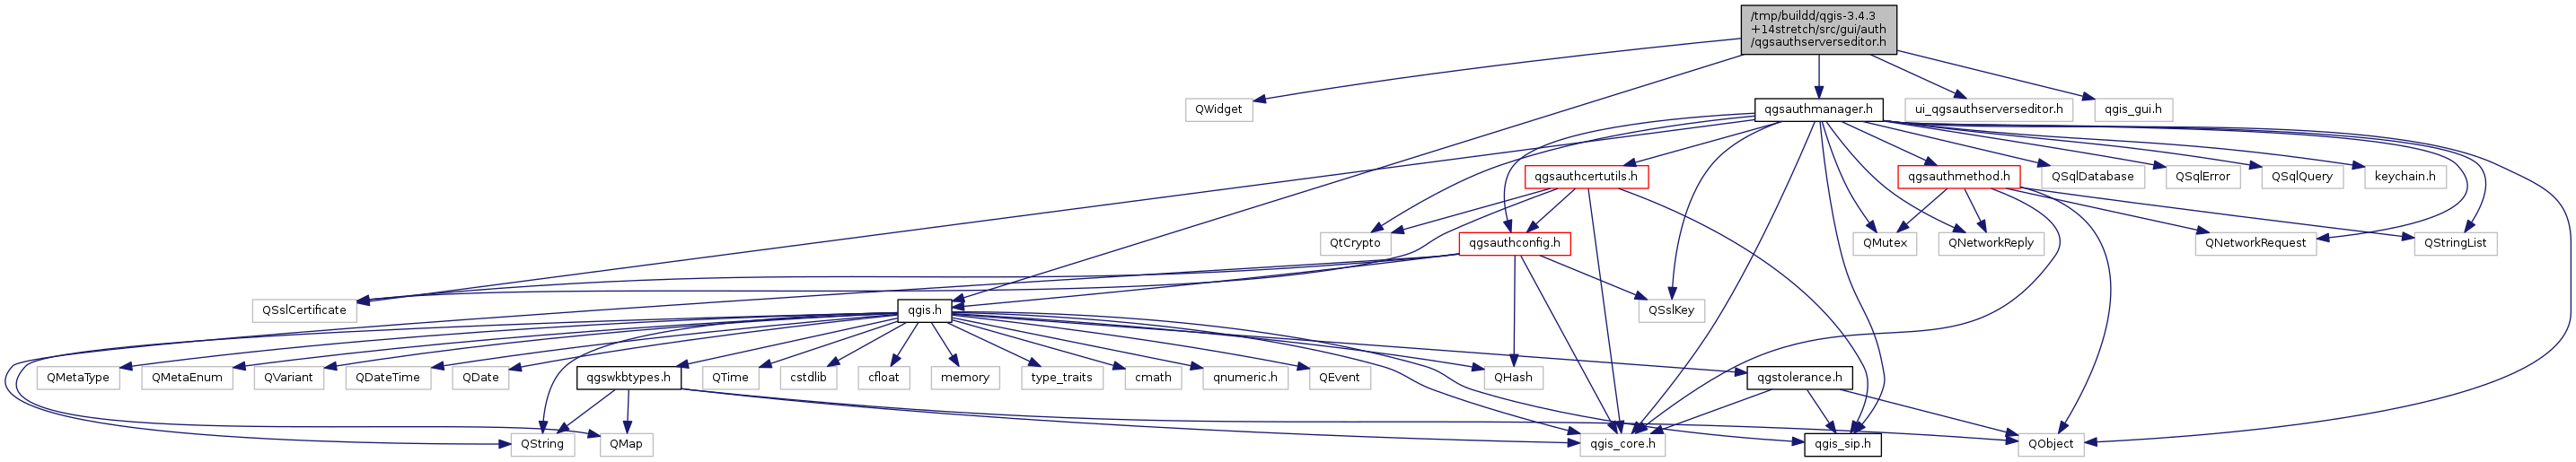 /tmp/buildd/qgis-3.4.3
+14stretch/src/gui/auth
/qgsauthserverseditor.h
QWidget
qgsauthmanager.h
ui_qgsauthserverseditor.h
qgis_gui.h
qgsauthcertutils.h
qgsauthmethod.h
QSqlDatabase
QSqlError
QSqlQuery
keychain.h
QtCrypto
qgsauthconfig.h
QMutex
QNetworkReply
QNetworkRequest
QStringList
QSslCertificate
qgis.h
QSslKey
QMetaType
QMetaEnum
QVariant
QDateTime
QDate
qgswkbtypes.h
QTime
cstdlib
cfloat
memory
type_traits
cmath
qnumeric.h
QEvent
QHash
qgstolerance.h
QString
QMap
qgis_core.h
qgis_sip.h
QObject